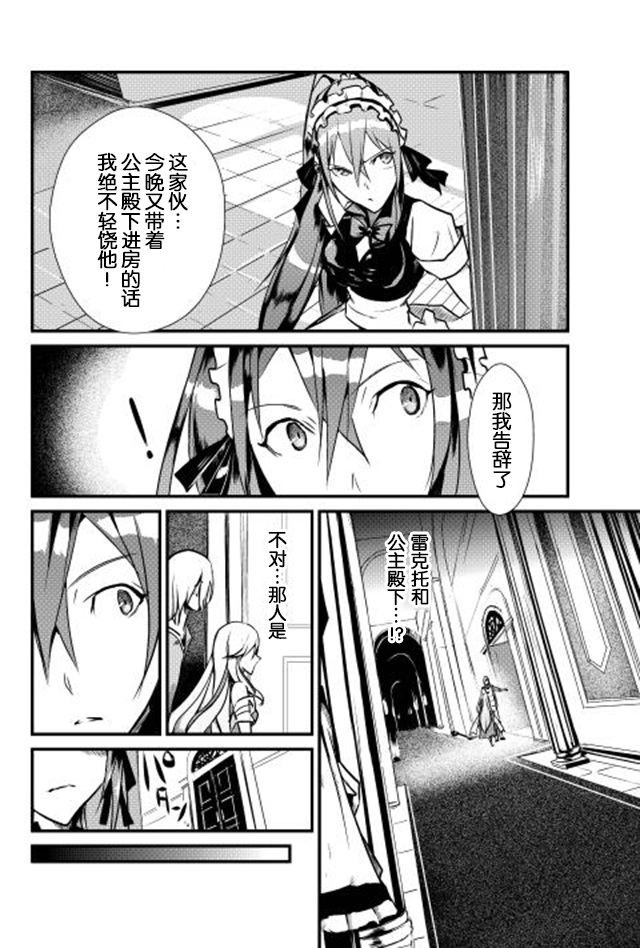 这家伙…
今晚又带着
公主殿下进房的话
我绝不轻饶他！
！
那我告辞了
雷克托和
公主殿下…!?
不对…那人是